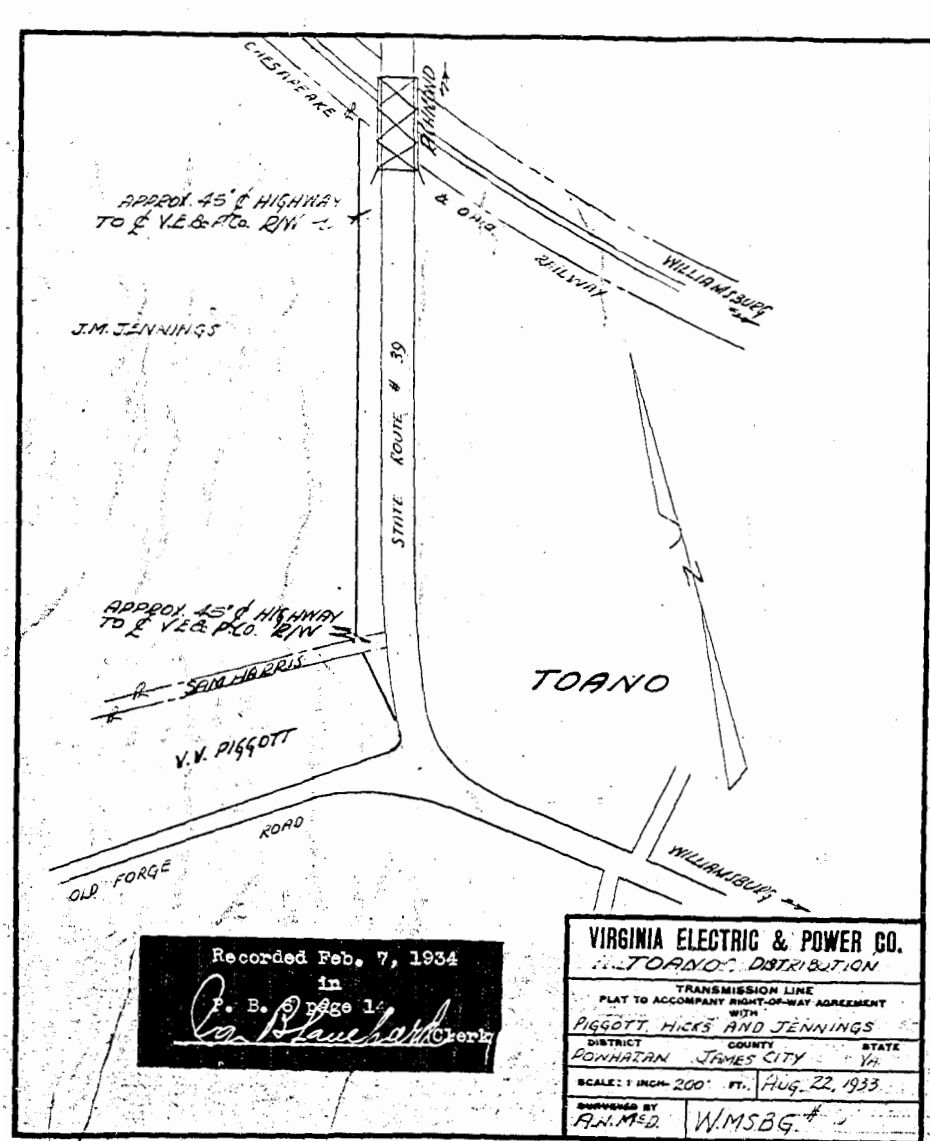 CHESAPEAKE
RICHMOND
APPROX. 45' ₵ HIGHWAY
TO ₵ V.E.& P.Co. R/W
& OHIO
RAILWAY
WILLIAMSBURG
J.M. JENNINGS
STATE ROUTE # 39
N
APPROX. 45' ₵ HIGHWAY
TO ₵ V.E.& P.CO. R/W
SAM HARRIS
TOANO
V.V. PIGGOTT
OLD FORGE ROAD
WILLIAMSBURG
Recorded Feb. 7, 1934
in
P. B. 6 page 14
Clerk
VIRGINIA ELECTRIC & POWER CO.
TOANO DISTRIBUTION
TRANSMISSION LINE
PLAT TO ACCOMPANY RIGHT-OF-WAY AGREEMENT
WITH
PIGGOTT, HICKS AND JENNINGS
DISTRICT COUNTY STATE
POWHATAN JAMES CITY VA.
SCALE: 1 INCH- 200' FT. AUG. 22, 1933
SURVEYED BY
A.H. McD. WMSBG. #